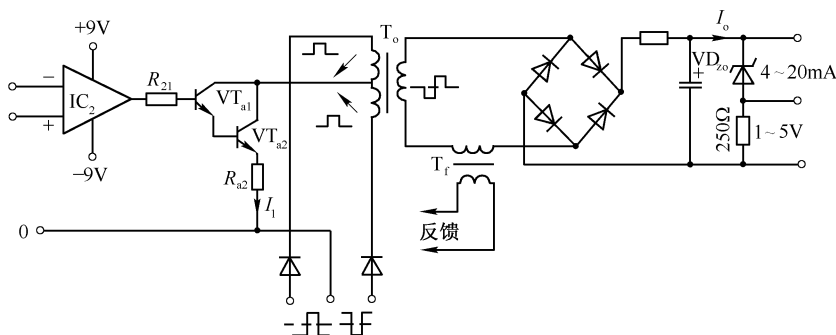 +9V
−
IC₂
+
−9V
R₂₁
VTₐ₁
VTₐ₂
Rₐ₂
I₁
0
Tₒ
T_f
反馈
Iₒ
VD_zo
+
4~20mA
250Ω
1~5V